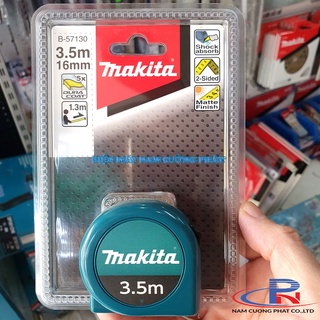 B-57130
3.5m
16mm
5x
DURA
COAT
1.3m
makita
Shock
absorb
2-Sided
Matte
Finish
makita
3.5m
NAM CUONG PHAT CO.,LTD